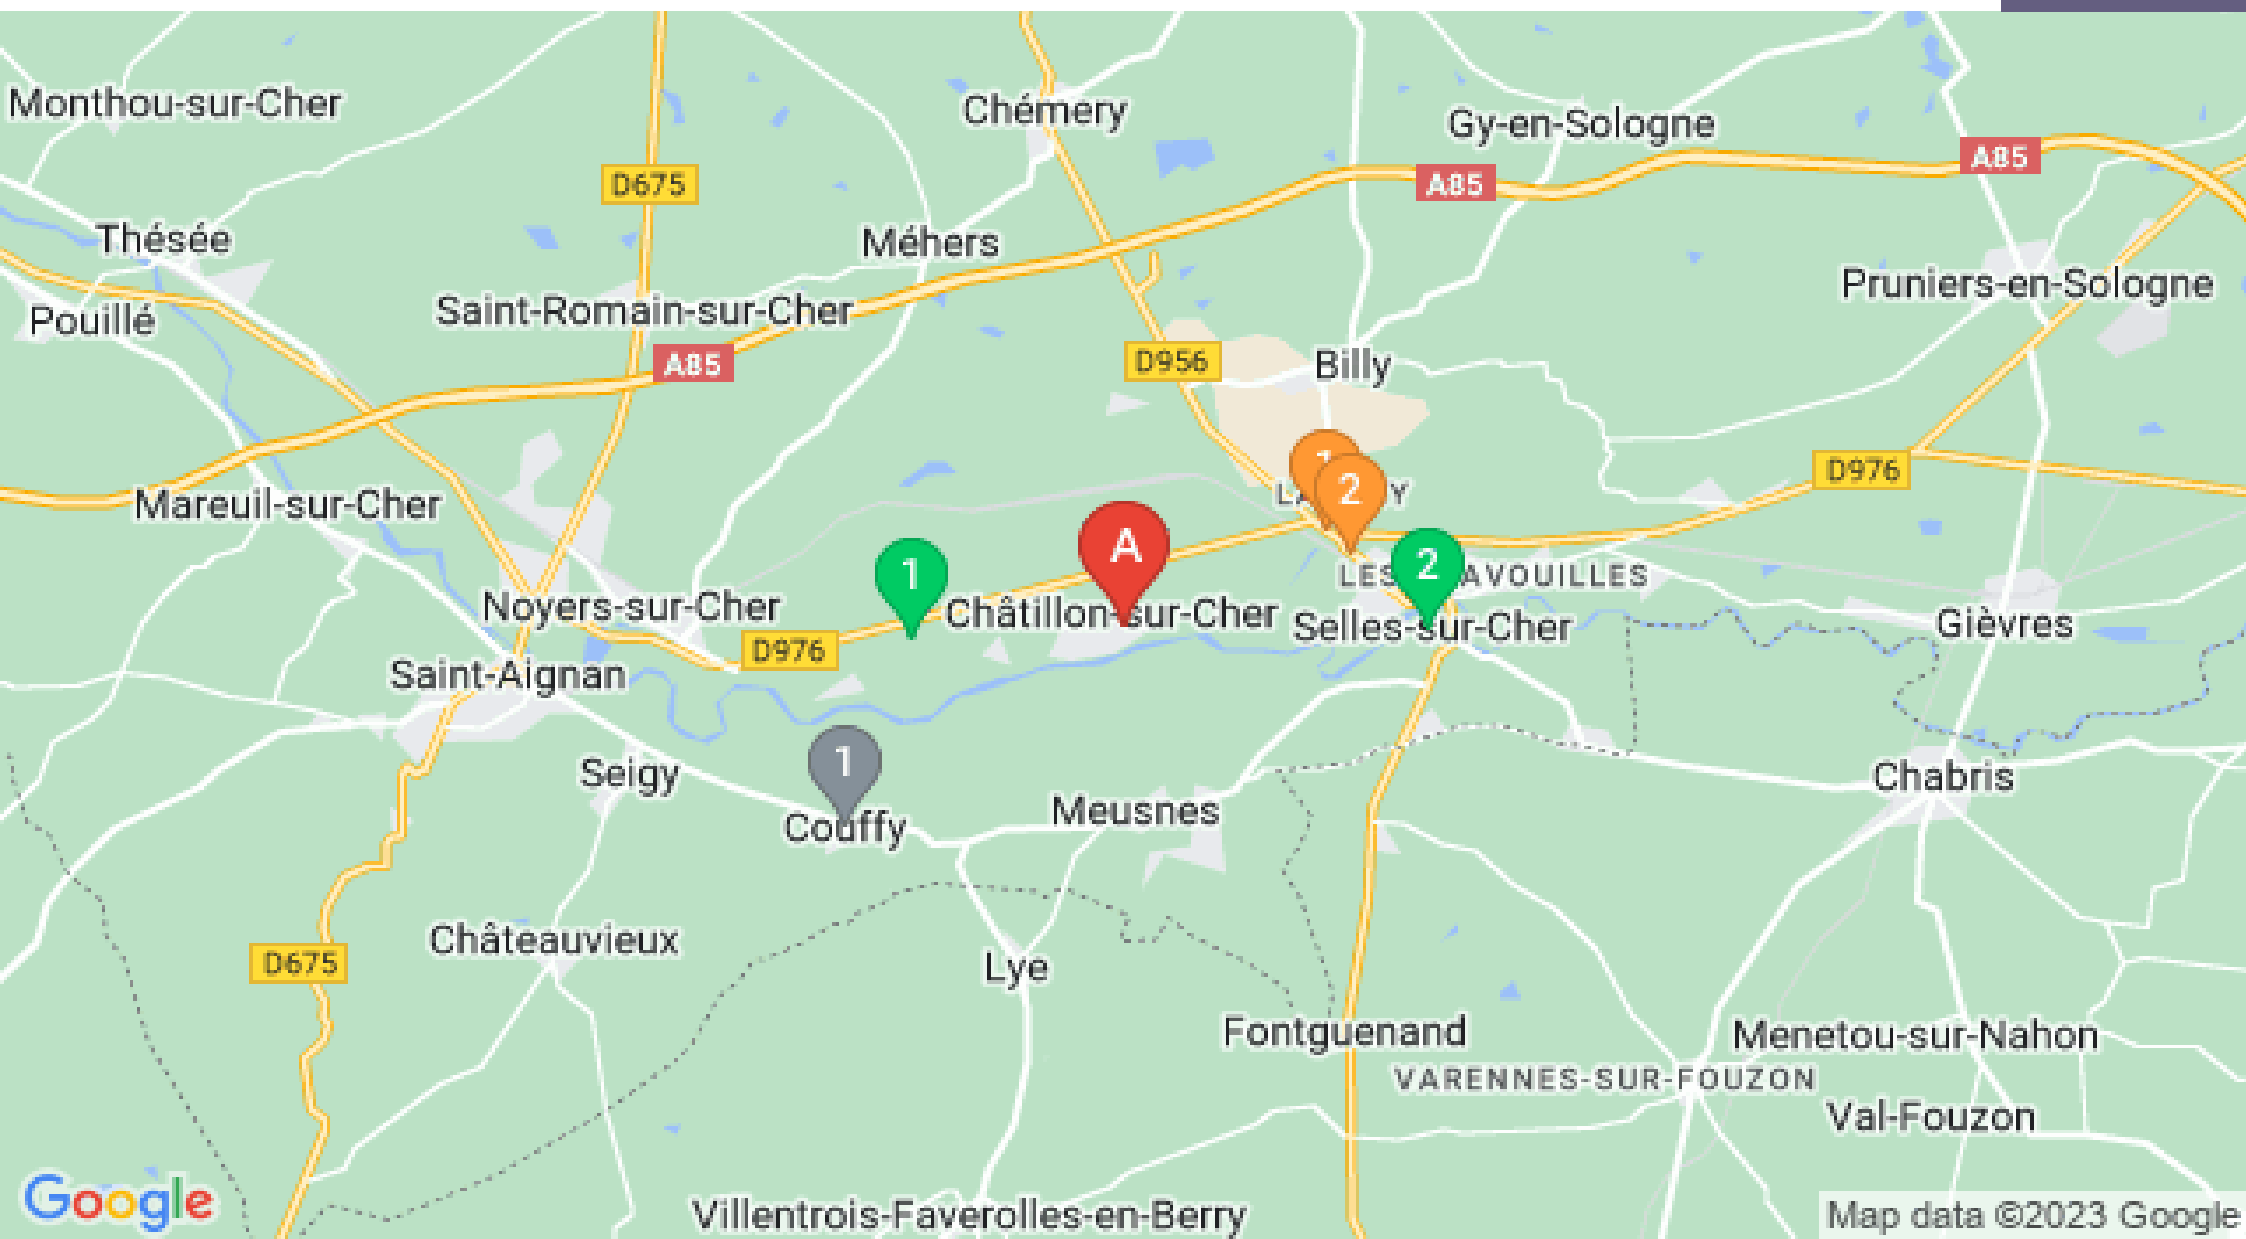 Monthou-sur-Cher
Chémery
Gy-en-Sologne
A85
D675
A85
Thésée
Méhers
Pruniers-en-Sologne
Saint-Romain-sur-Cher
Pouillé
A85
D956
Billy
D976
Mareuil-sur-Cher
1
2
A
1
2
Noyers-sur-Cher
Châtillon-sur-Cher
Selles-sur-Cher
Gièvres
D976
Saint-Aignan
1
Seigy
Chabris
Couffy
Meusnes
Châteauvieux
D675
Lye
Fontguenand
Menetou-sur-Nahon
VARENNES-SUR-FOUZON
Val-Fouzon
Google
Villentrois-Faverolles-en-Berry
Map data ©2023 Google